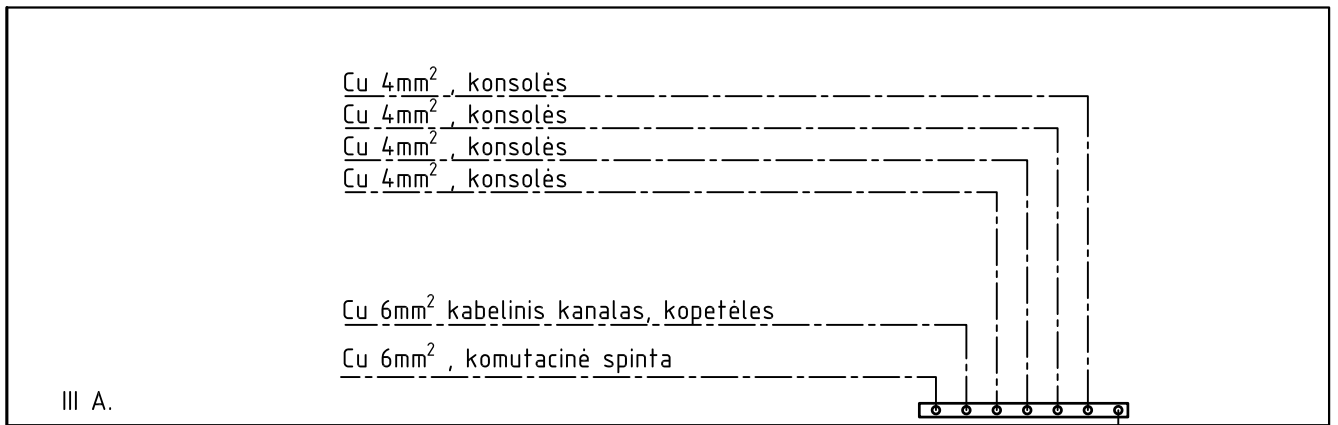 Cu 4mm² , konsolės
Cu 4mm² , konsolės
Cu 4mm² , konsolės
Cu 4mm² , konsolės
Cu 6mm² kabelinis kanalas, kopetėles
Cu 6mm² , komutacinė spinta
III A.